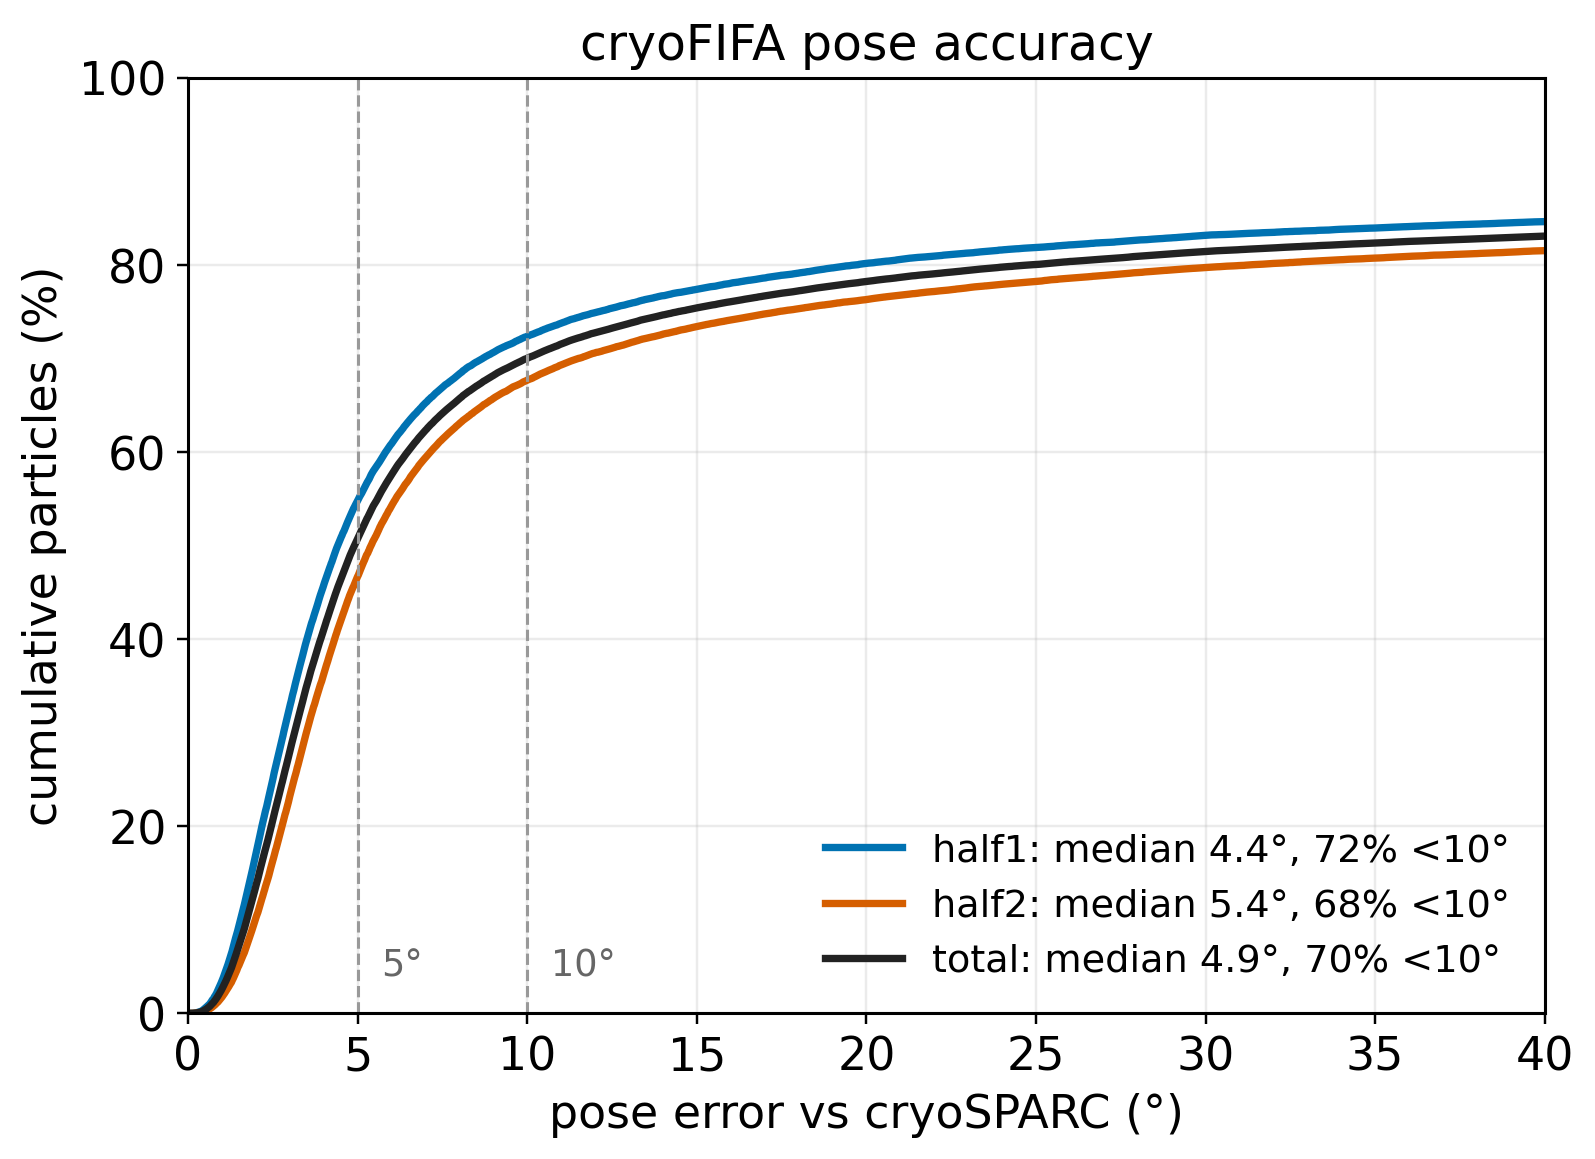 cryoFIFA pose accuracy
cumulative particles (%)
100
80
60
40
20
0
5°
10°
half1: median 4.4°, 72% <10°
half2: median 5.4°, 68% <10°
total: median 4.9°, 70% <10°
0 5 10 15 20 25 30 35 40
pose error vs cryoSPARC (°)